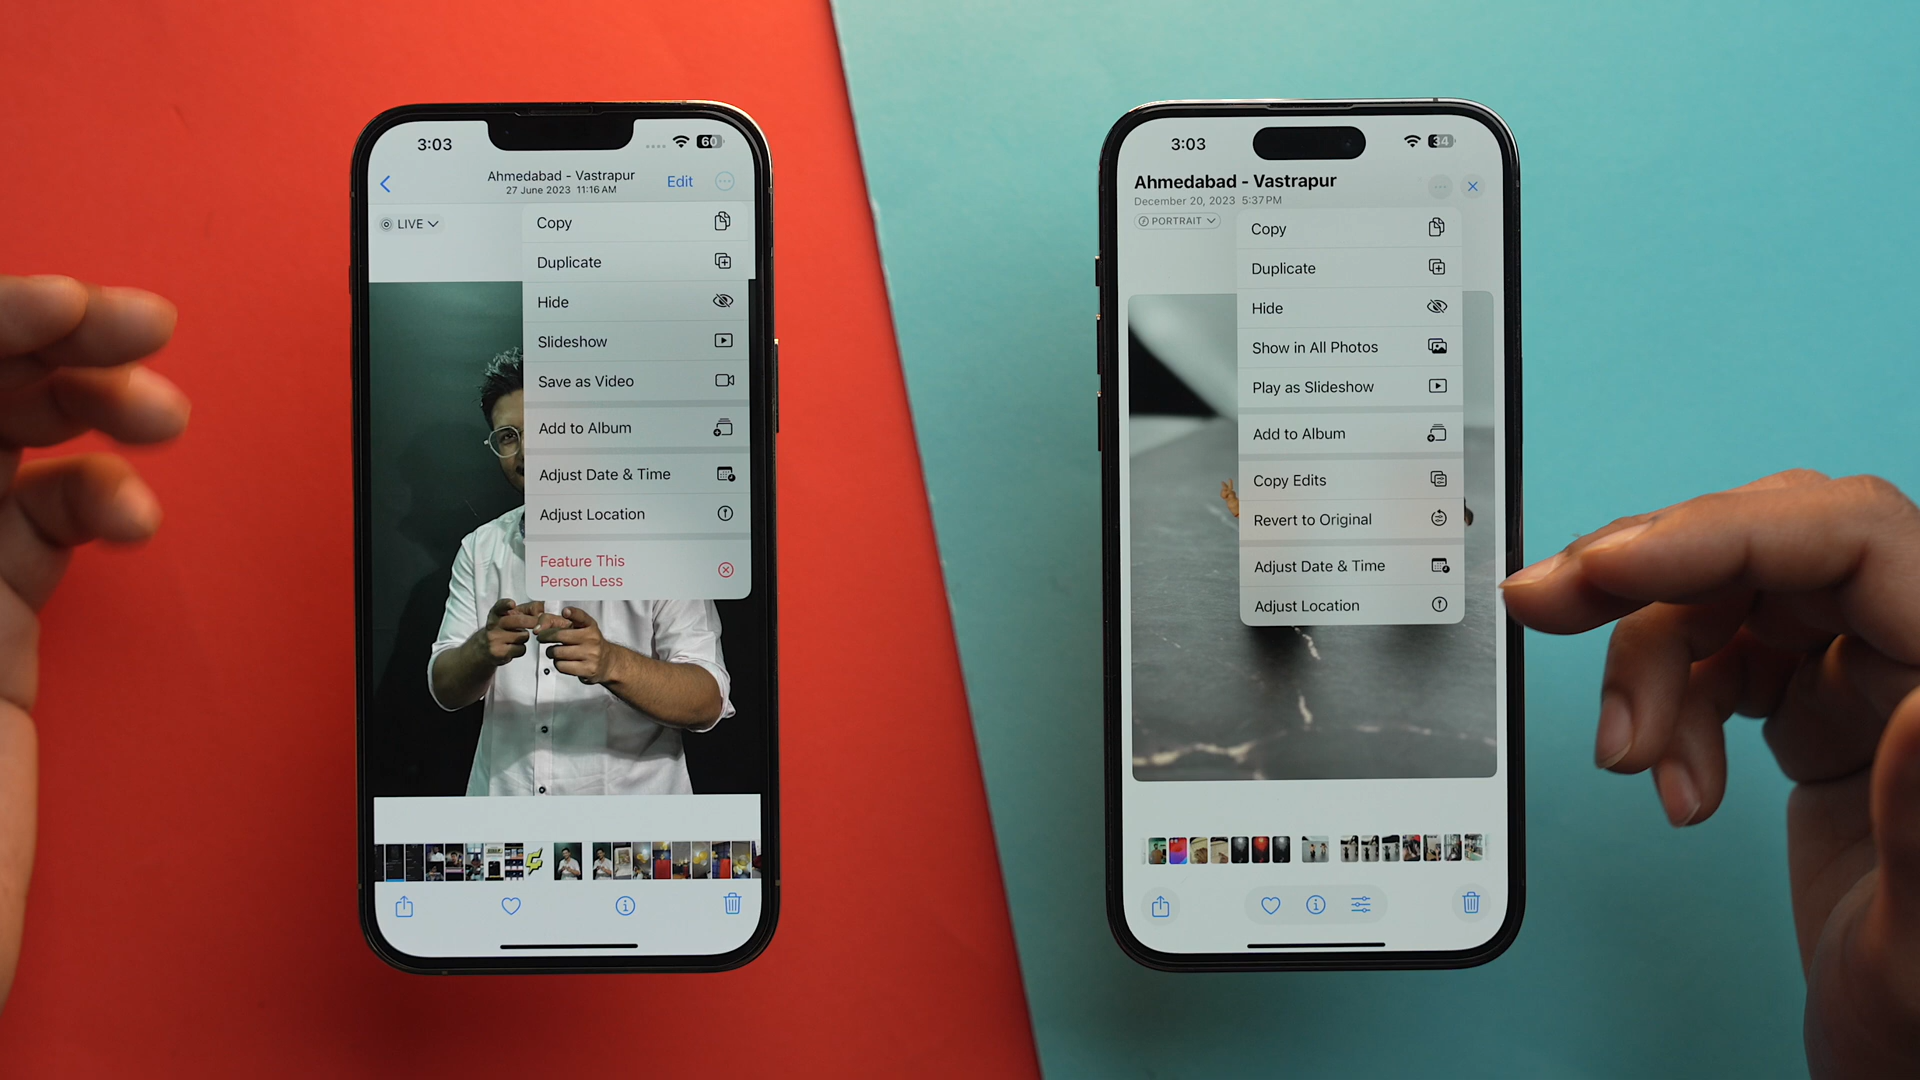 3:03
60
Ahmedabad - Vastrapur
27 June 2023 11:16 AM
Edit
LIVE
Copy
Duplicate
Hide
Slideshow
Save as Video
Add to Album
Adjust Date & Time
Adjust Location
Feature This
Person Less
3:03
34
Ahmedabad - Vastrapur
December 20, 2023 5:37 PM
PORTRAIT
Copy
Duplicate
Hide
Show in All Photos
Play as Slideshow
Add to Album
Copy Edits
Revert to Original
Adjust Date & Time
Adjust Location